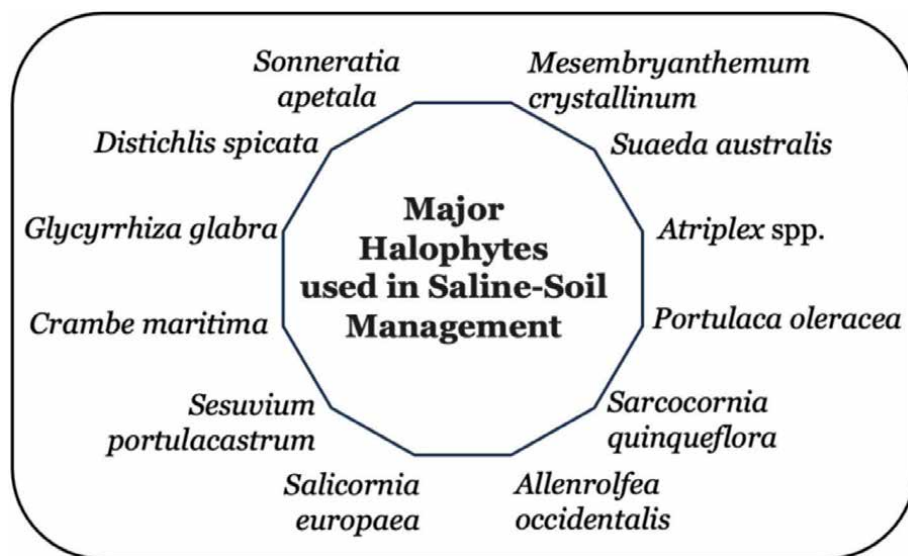 Sonneratia
apetala
Mesembryanthemum
crystallinum
Distichlis spicata
Suaeda australis
Glycyrrhiza glabra
Atriplex spp.
Major
Halophytes
used in Saline-Soil
Management
Crambe maritima
Portulaca oleracea
Sesuvium
portulacastrum
Sarcocornia
quinqueflora
Salicornia
europaea
Allenrolfea
occidentalis